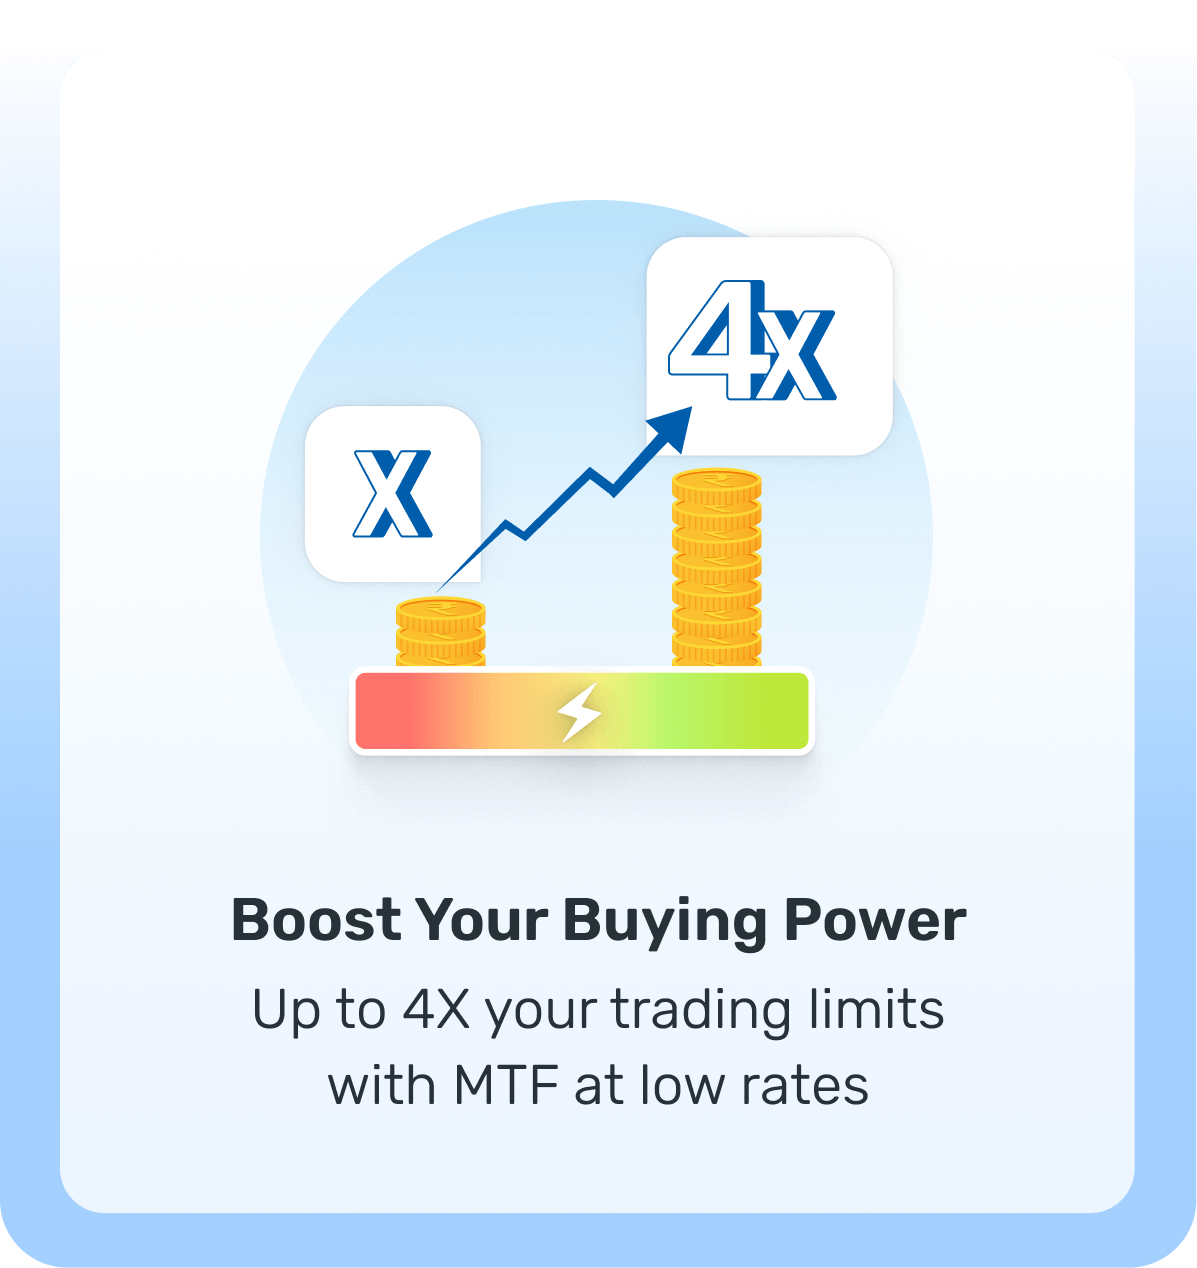 4X
X
Boost Your Buying Power
Up to 4X your trading limits
with MTF at low rates